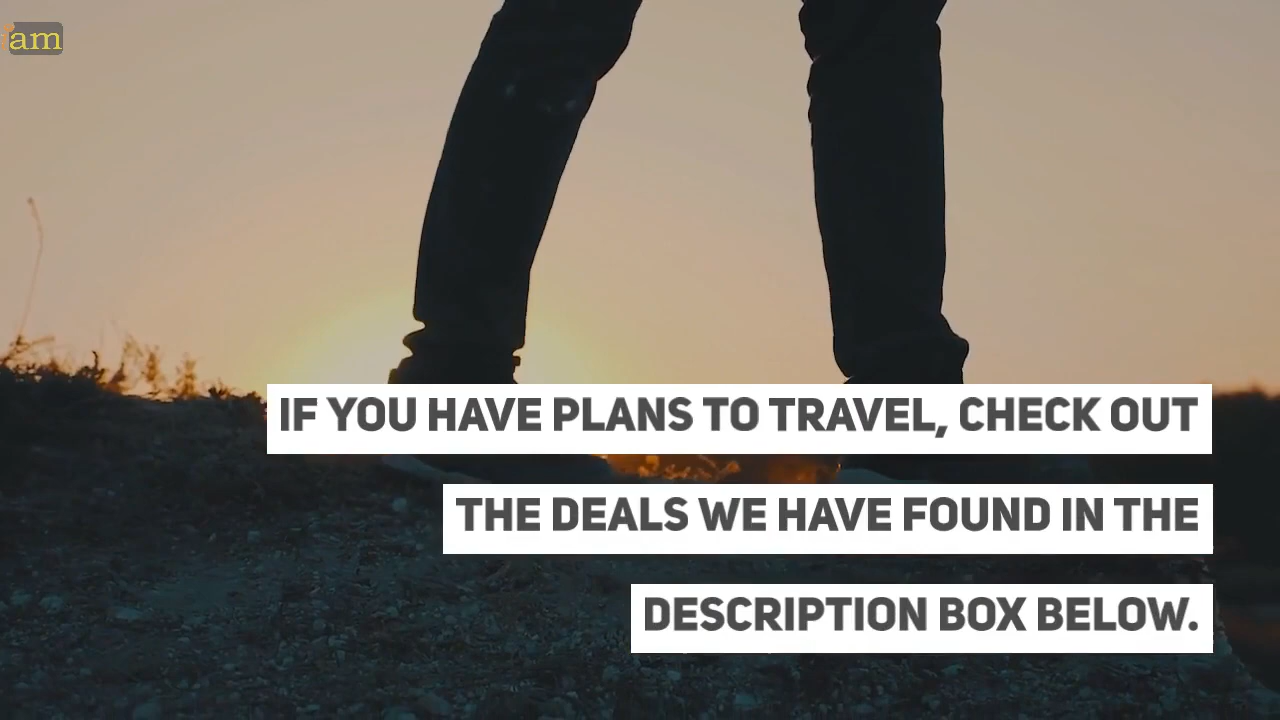 am
IF YOU HAVE PLANS TO TRAVEL, CHECK OUT
THE DEALS WE HAVE FOUND IN THE
DESCRIPTION BOX BELOW.